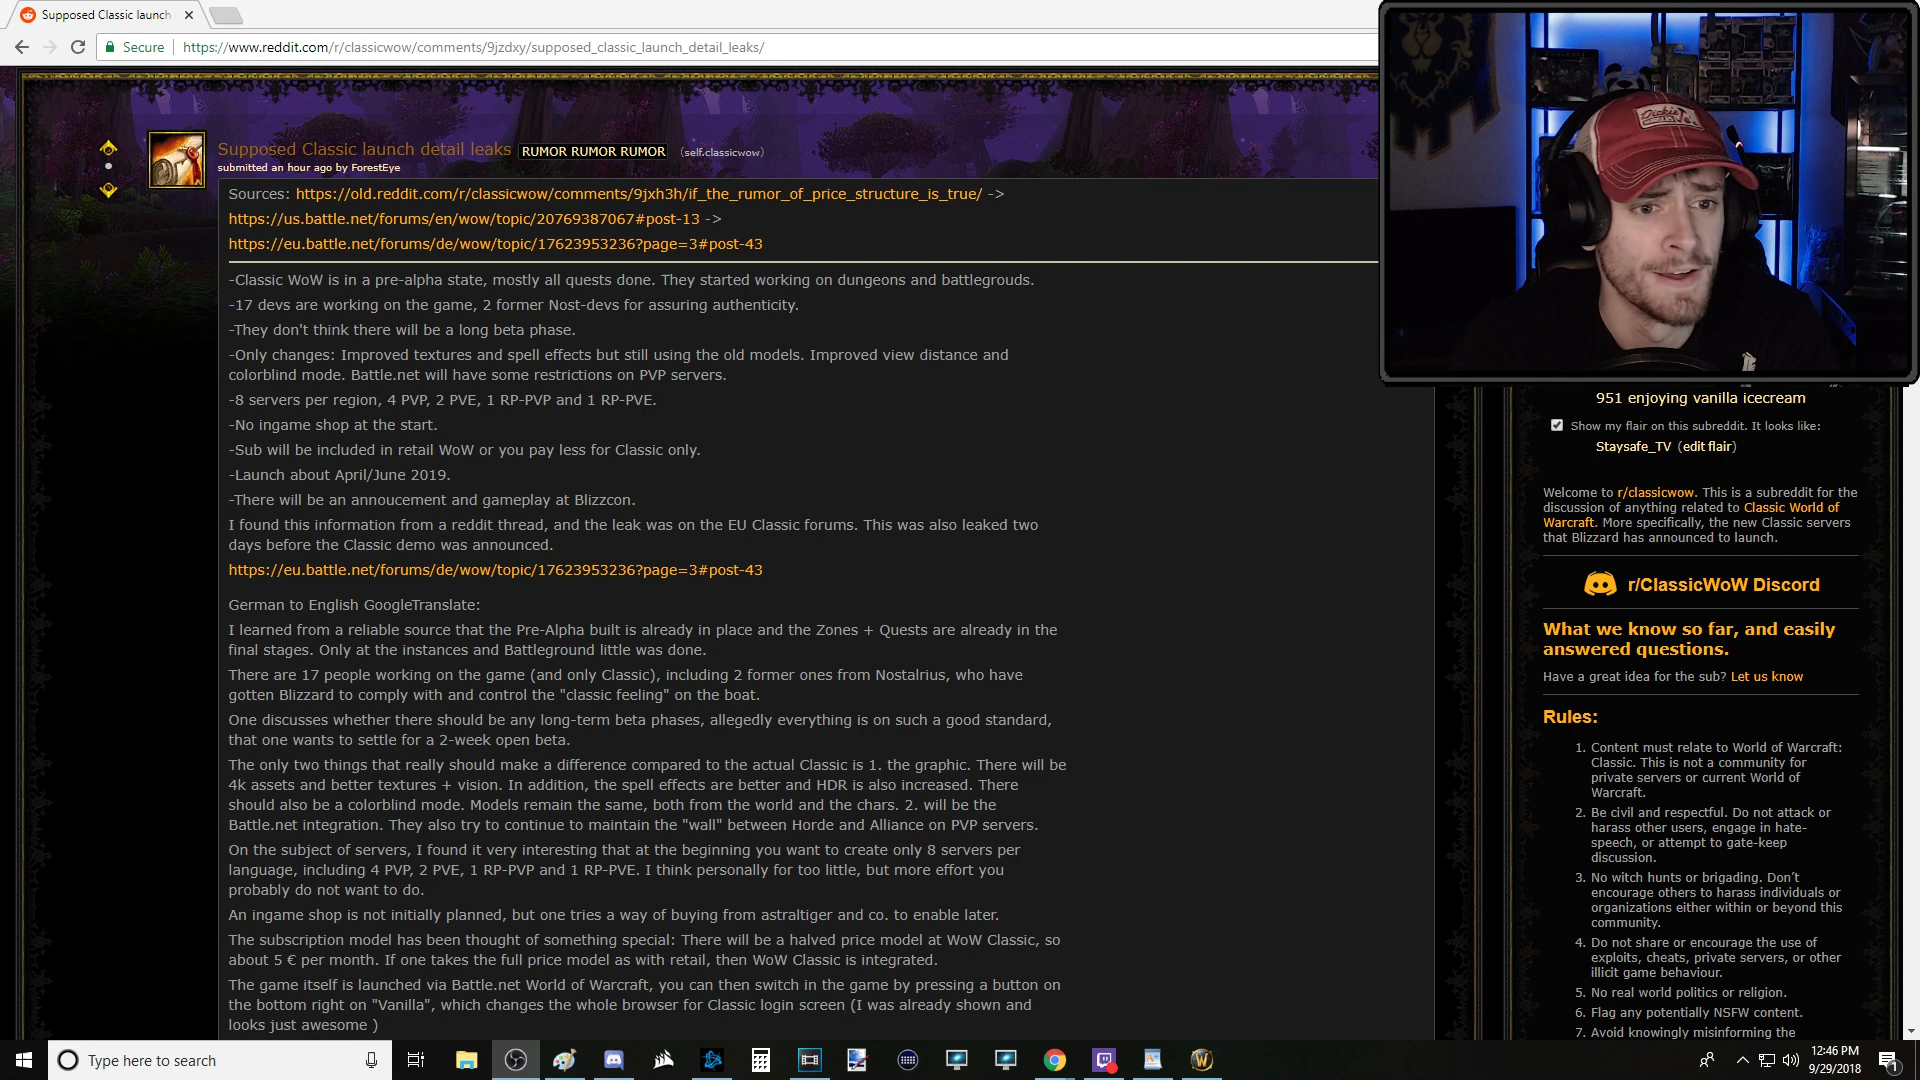 Supposed Classic launch
Secure
https://www.reddit.com/r/classicwow/comments/9jzdxy/supposed_classic_launch_detail_leaks/
Supposed Classic launch detail leaks RUMOR RUMOR RUMOR (self.classicwow)
submitted an hour ago by ForestEye
Sources: https://old.reddit.com/r/classicwow/comments/9jxh3h/if_the_rumor_of_price_structure_is_true/ ->
https://us.battle.net/forums/en/wow/topic/20769387067#post-13 ->
https://eu.battle.net/forums/de/wow/topic/17623953236?page=3#post-43
-Classic WoW is in a pre-alpha state, mostly all quests done. They started working on dungeons and battlegrouds.
-17 devs are working on the game, 2 former Nost-devs for assuring authenticity.
-They don't think there will be a long beta phase.
-Only changes: Improved textures and spell effects but still using the old models. Improved view distance and
colorblind mode. Battle.net will have some restrictions on PVP servers.
-8 servers per region, 4 PVP, 2 PVE, 1 RP-PVP and 1 RP-PVE.
-No ingame shop at the start.
-Sub will be included in retail WoW or you pay less for Classic only.
-Launch about April/June 2019.
-There will be an annoucement and gameplay at Blizzcon.
I found this information from a reddit thread, and the leak was on the EU Classic forums. This was also leaked two
days before the Classic demo was announced.
https://eu.battle.net/forums/de/wow/topic/17623953236?page=3#post-43
German to English GoogleTranslate:
I learned from a reliable source that the Pre-Alpha built is already in place and the Zones + Quests are already in the
final stages. Only at the instances and Battleground little was done.
There are 17 people working on the game (and only Classic), including 2 former ones from Nostalrius, who have
gotten Blizzard to comply with and control the "classic feeling" on the boat.
One discusses whether there should be any long-term beta phases, allegedly everything is on such a good standard,
that one wants to settle for a 2-week open beta.
The only two things that really should make a difference compared to the actual Classic is 1. the graphic. There will be
4k assets and better textures + vision. In addition, the spell effects are better and HDR is also increased. There
should also be a colorblind mode. Models remain the same, both from the world and the chars. 2. will be the
Battle.net integration. They also try to continue to maintain the "wall" between Horde and Alliance on PVP servers.
On the subject of servers, I found it very interesting that at the beginning you want to create only 8 servers per
language, including 4 PVP, 2 PVE, 1 RP-PVP and 1 RP-PVE. I think personally for too little, but more effort you
probably do not want to do.
An ingame shop is not initially planned, but one tries a way of buying from astraltiger and co. to enable later.
The subscription model has been thought of something special: There will be a halved price model at WoW Classic, so
about 5 € per month. If one takes the full price model as with retail, then WoW Classic is integrated.
The game itself is launched via Battle.net World of Warcraft, you can then switch in the game by pressing a button on
the bottom right on "Vanilla", which changes the whole browser for Classic login screen (I was already shown and
looks just awesome )
Dickies
951 enjoying vanilla icecream
Show my flair on this subreddit. It looks like:
Staysafe_TV (edit flair)
Welcome to r/classicwow. This is a subreddit for the
discussion of anything related to Classic World of
Warcraft. More specifically, the new Classic servers
that Blizzard has announced to launch.
r/ClassicWoW Discord
What we know so far, and easily
answered questions.
Have a great idea for the sub? Let us know
Rules:
1. Content must relate to World of Warcraft:
Classic. This is not a community for
private servers or current World of
Warcraft.
2. Be civil and respectful. Do not attack or
harass other users, engage in hate-
speech, or attempt to gate-keep
discussion.
3. No witch hunts or brigading. Don't
encourage others to harass individuals or
organizations either within or beyond this
community.
4. Do not share or encourage the use of
exploits, cheats, private servers, or other
illicit game behaviour.
5. No real world politics or religion.
6. Flag any potentially NSFW content.
7. Avoid knowingly misinforming the
Type here to search
12:46 PM
9/29/2018
1